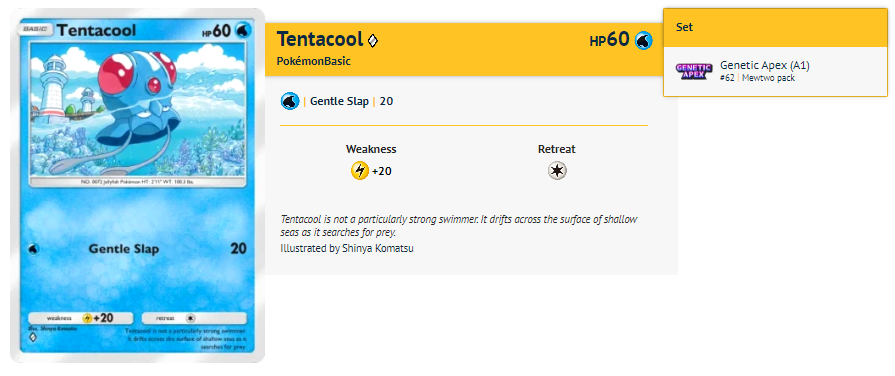 BASIC Tentacool HP60
NO. 0072 Jellyfish Pokémon HT: 2'11" WT: 100.3 lbs.
Gentle Slap 20
weakness +20 retreat
Illus. Shinya Komatsu
Tentacool is not a particularly strong swimmer.
It drifts across the surface of shallow seas as it
searches for prey.
Tentacool HP60
PokémonBasic
Gentle Slap | 20
Weakness Retreat
+20
Tentacool is not a particularly strong swimmer. It drifts across the surface of shallow
seas as it searches for prey.
Illustrated by Shinya Komatsu
Set
GENETIC
APEX
Genetic Apex (A1)
#62 | Mewtwo pack